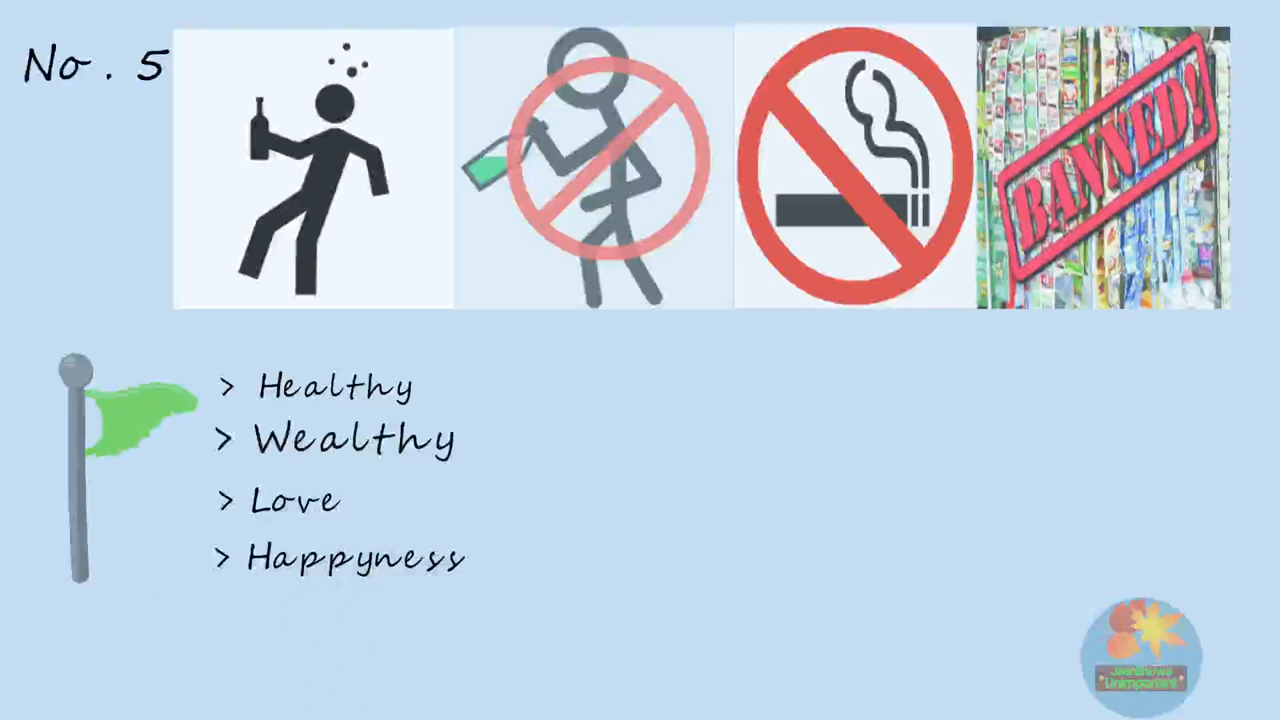 No . 5
BANNED!
> Healthy
> Wealthy
> Love
> Happyness